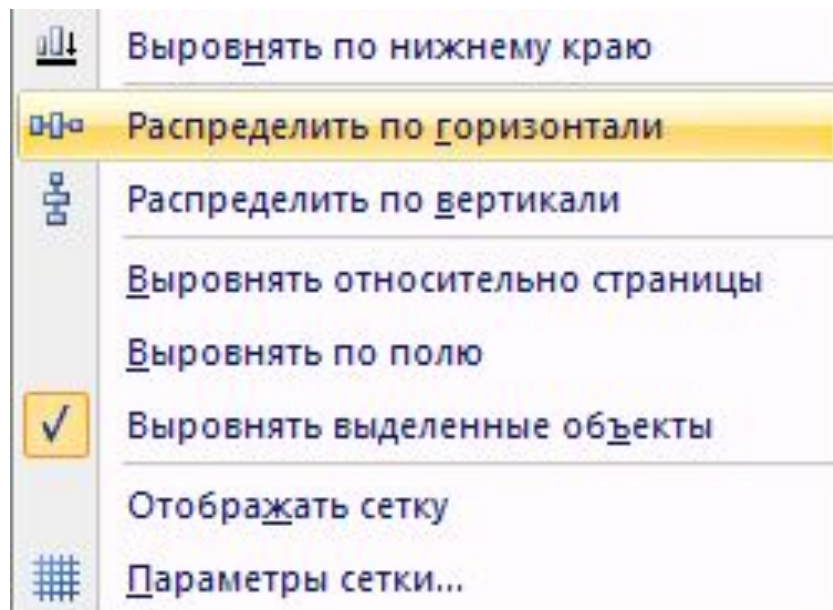 Выровнять по нижнему краю
Распределить по горизонтали
Распределить по вертикали
Выровнять относительно страницы
Выровнять по полю
Выровнять выделенные объекты
Отображать сетку
Параметры сетки...